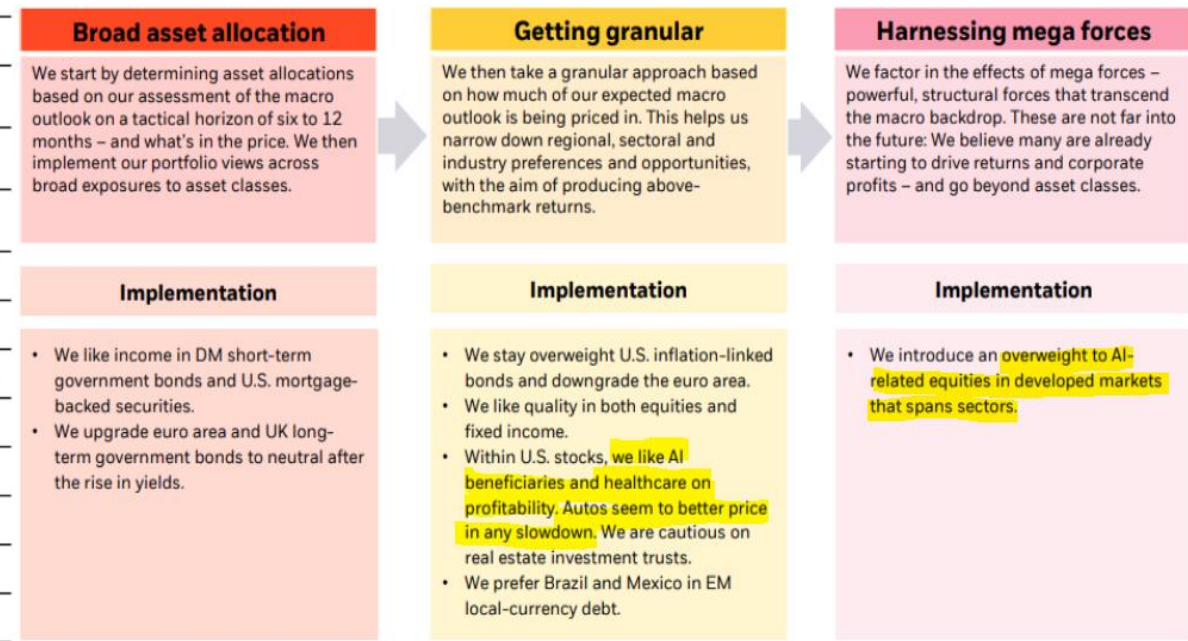 Broad asset allocation
We start by determining asset allocations
based on our assessment of the macro
outlook on a tactical horizon of six to 12
months – and what's in the price. We then
implement our portfolio views across
broad exposures to asset classes.
Implementation
• We like income in DM short-term
government bonds and U.S. mortgage-
backed securities.
• We upgrade euro area and UK long-
term government bonds to neutral after
the rise in yields.
Getting granular
We then take a granular approach based
on how much of our expected macro
outlook is being priced in. This helps us
narrow down regional, sectoral and
industry preferences and opportunities,
with the aim of producing above-
benchmark returns.
Implementation
• We stay overweight U.S. inflation-linked
bonds and downgrade the euro area.
• We like quality in both equities and
fixed income.
• Within U.S. stocks, we like AI
beneficiaries and healthcare on
profitability. Autos seem to better price
in any slowdown. We are cautious on
real estate investment trusts.
• We prefer Brazil and Mexico in EM
local-currency debt.
Harnessing mega forces
We factor in the effects of mega forces –
powerful, structural forces that transcend
the macro backdrop. These are not far into
the future: We believe many are already
starting to drive returns and corporate
profits – and go beyond asset classes.
Implementation
• We introduce an overweight to AI-
related equities in developed markets
that spans sectors.